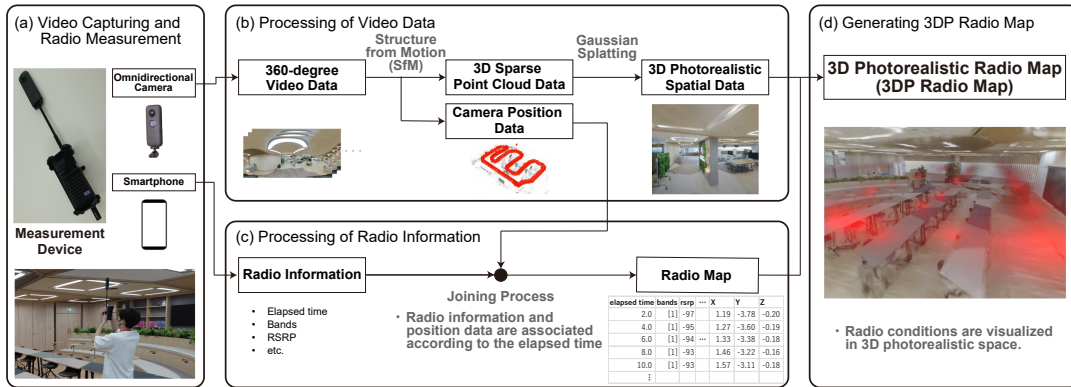 (a) Video Capturing and
Radio Measurement
Omnidirectional
Camera
Smartphone
Measurement
Device
(b) Processing of Video Data
360-degree
Video Data
Structure
from Motion
(SfM)
3D Sparse
Point Cloud Data
Camera Position
Data
Gaussian
Splatting
3D Photorealistic
Spatial Data
(c) Processing of Radio Information
Radio Information
• Elapsed time
• Bands
• RSRP
• etc.
Joining Process
・Radio information and
position data are associated
according to the elapsed time
Radio Map
elapsed time bands rsrp ⋯ X Y Z
2.0 [1] -97 1.19 -3.78 -0.20
4.0 [1] -95 1.27 -3.60 -0.19
6.0 [1] -94 ⋯ 1.33 -3.38 -0.18
8.0 [1] -93 1.46 -3.22 -0.16
10.0 [1] -93 1.57 -3.11 -0.18
⋮
(d) Generating 3DP Radio Map
3D Photorealistic Radio Map
(3DP Radio Map)
・Radio conditions are visualized
in 3D photorealistic space.